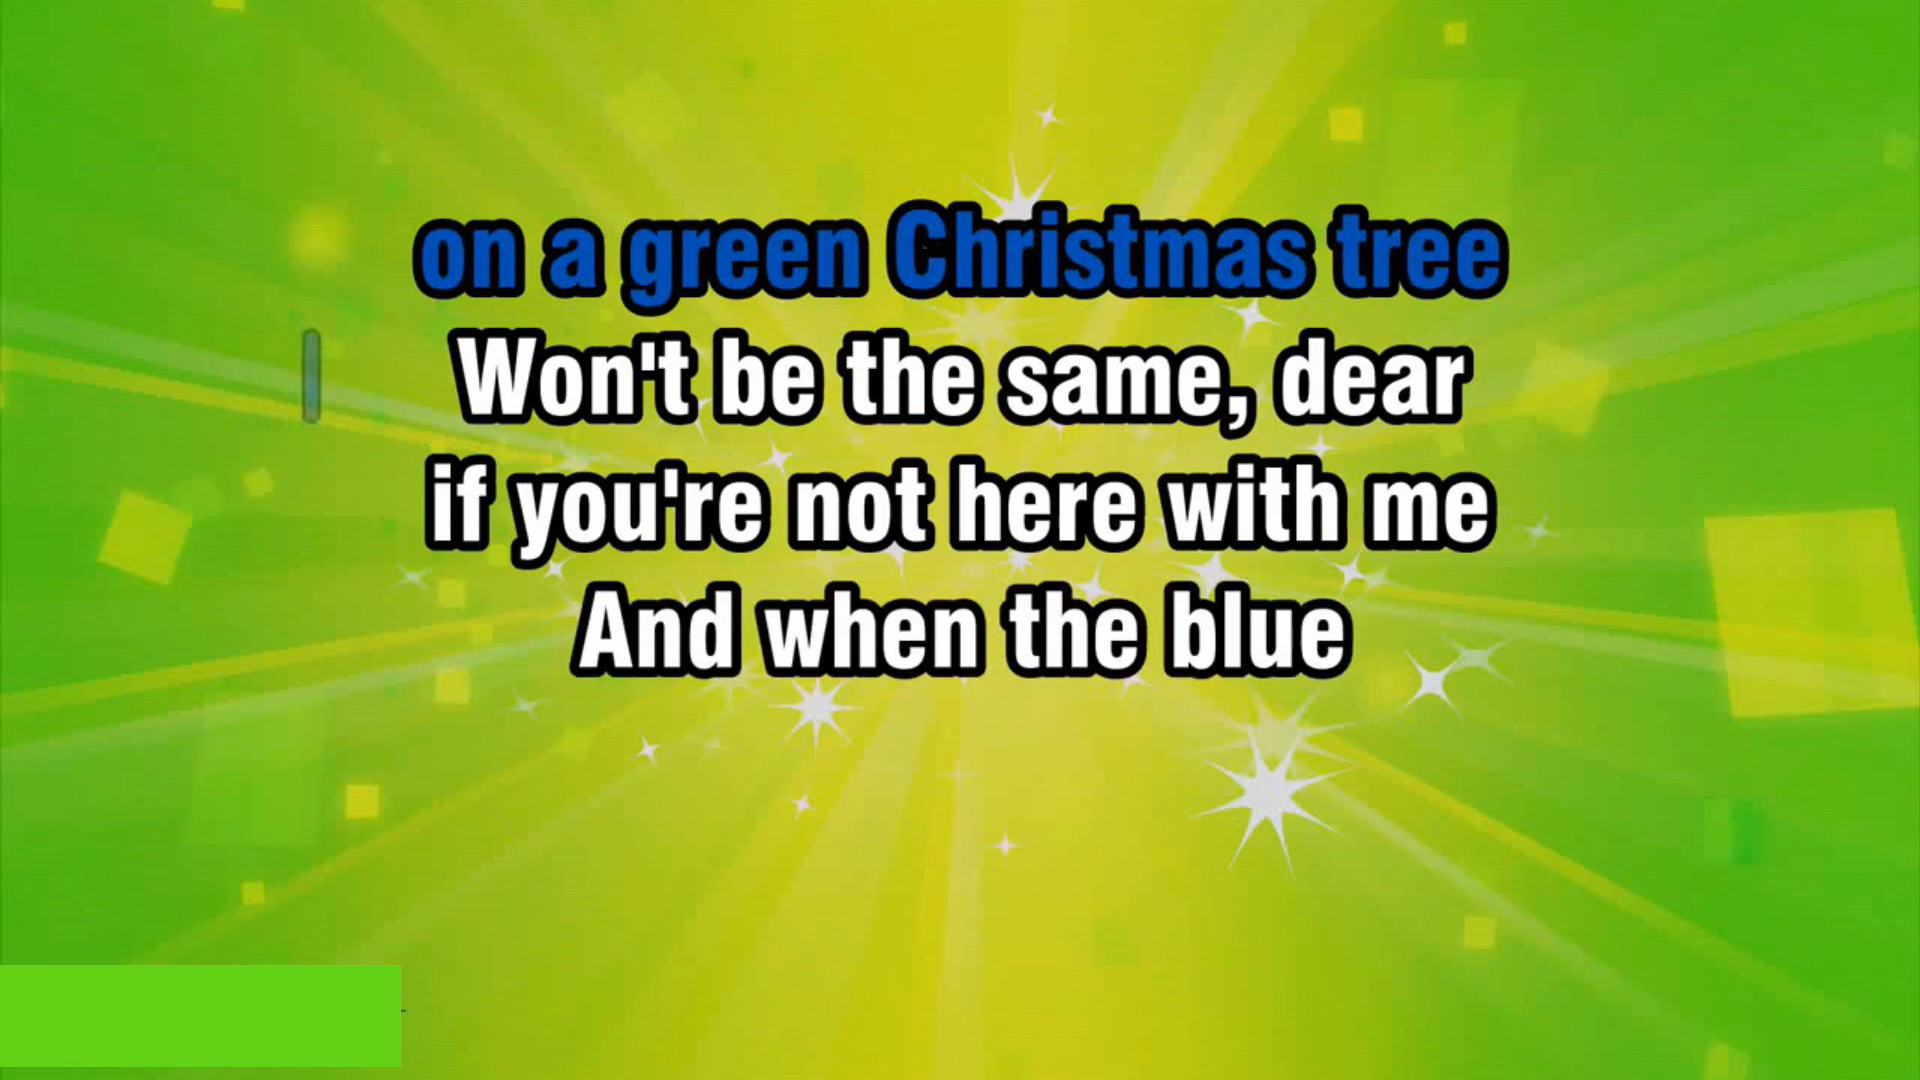 on a green Christmas tree
Won't be the same, dear
if you're not here with me
And when the blue